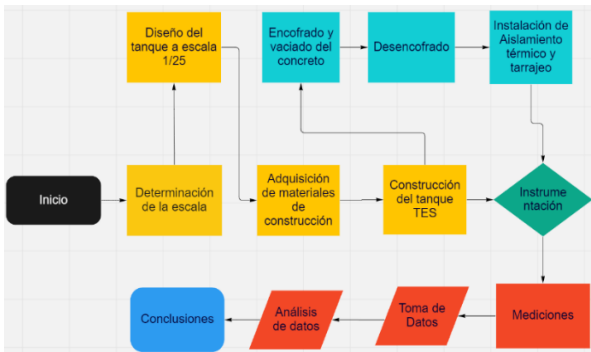 Diseño del
tanque a escala
1/25
Encofrado y
vaciado del
concreto
Desencofrado
Instalación de
Aislamiento
térmico y
tarrajeo
Inicio
Determinación
de la escala
Adquisición
de materiales
de
construcción
Construcción
del tanque
TES
Instrume
ntación
Conclusiones
Análisis
de datos
Toma de
Datos
Mediciones